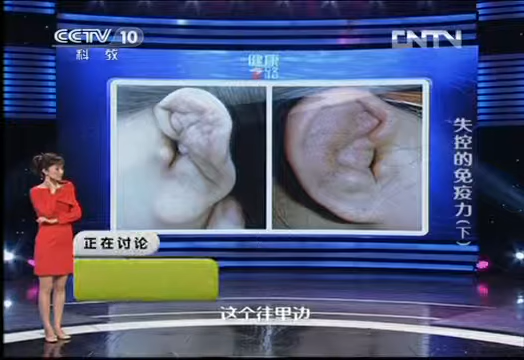 CCTV 10
科教
CNTV
健康之路
失控的免疫力(下)
正在讨论
这个往里边